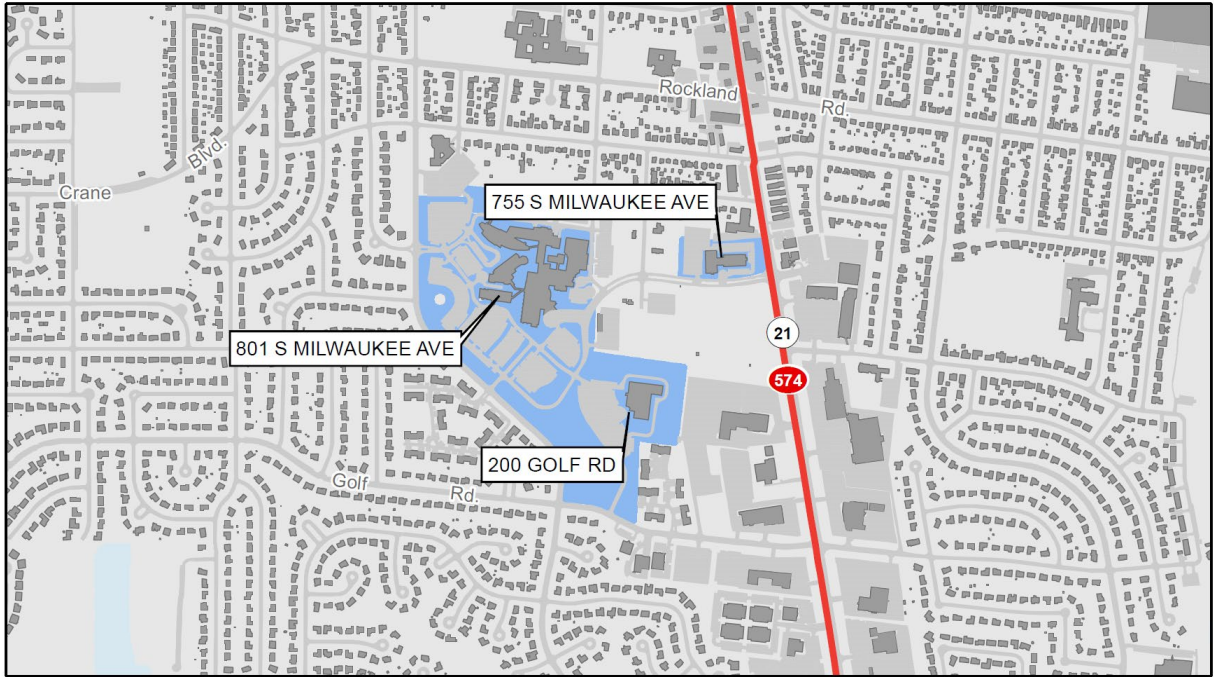 Rockland
Rd.
Blvd.
Crane
755 S MILWAUKEE AVE
21
801 S MILWAUKEE AVE
574
200 GOLF RD
Golf
Rd.